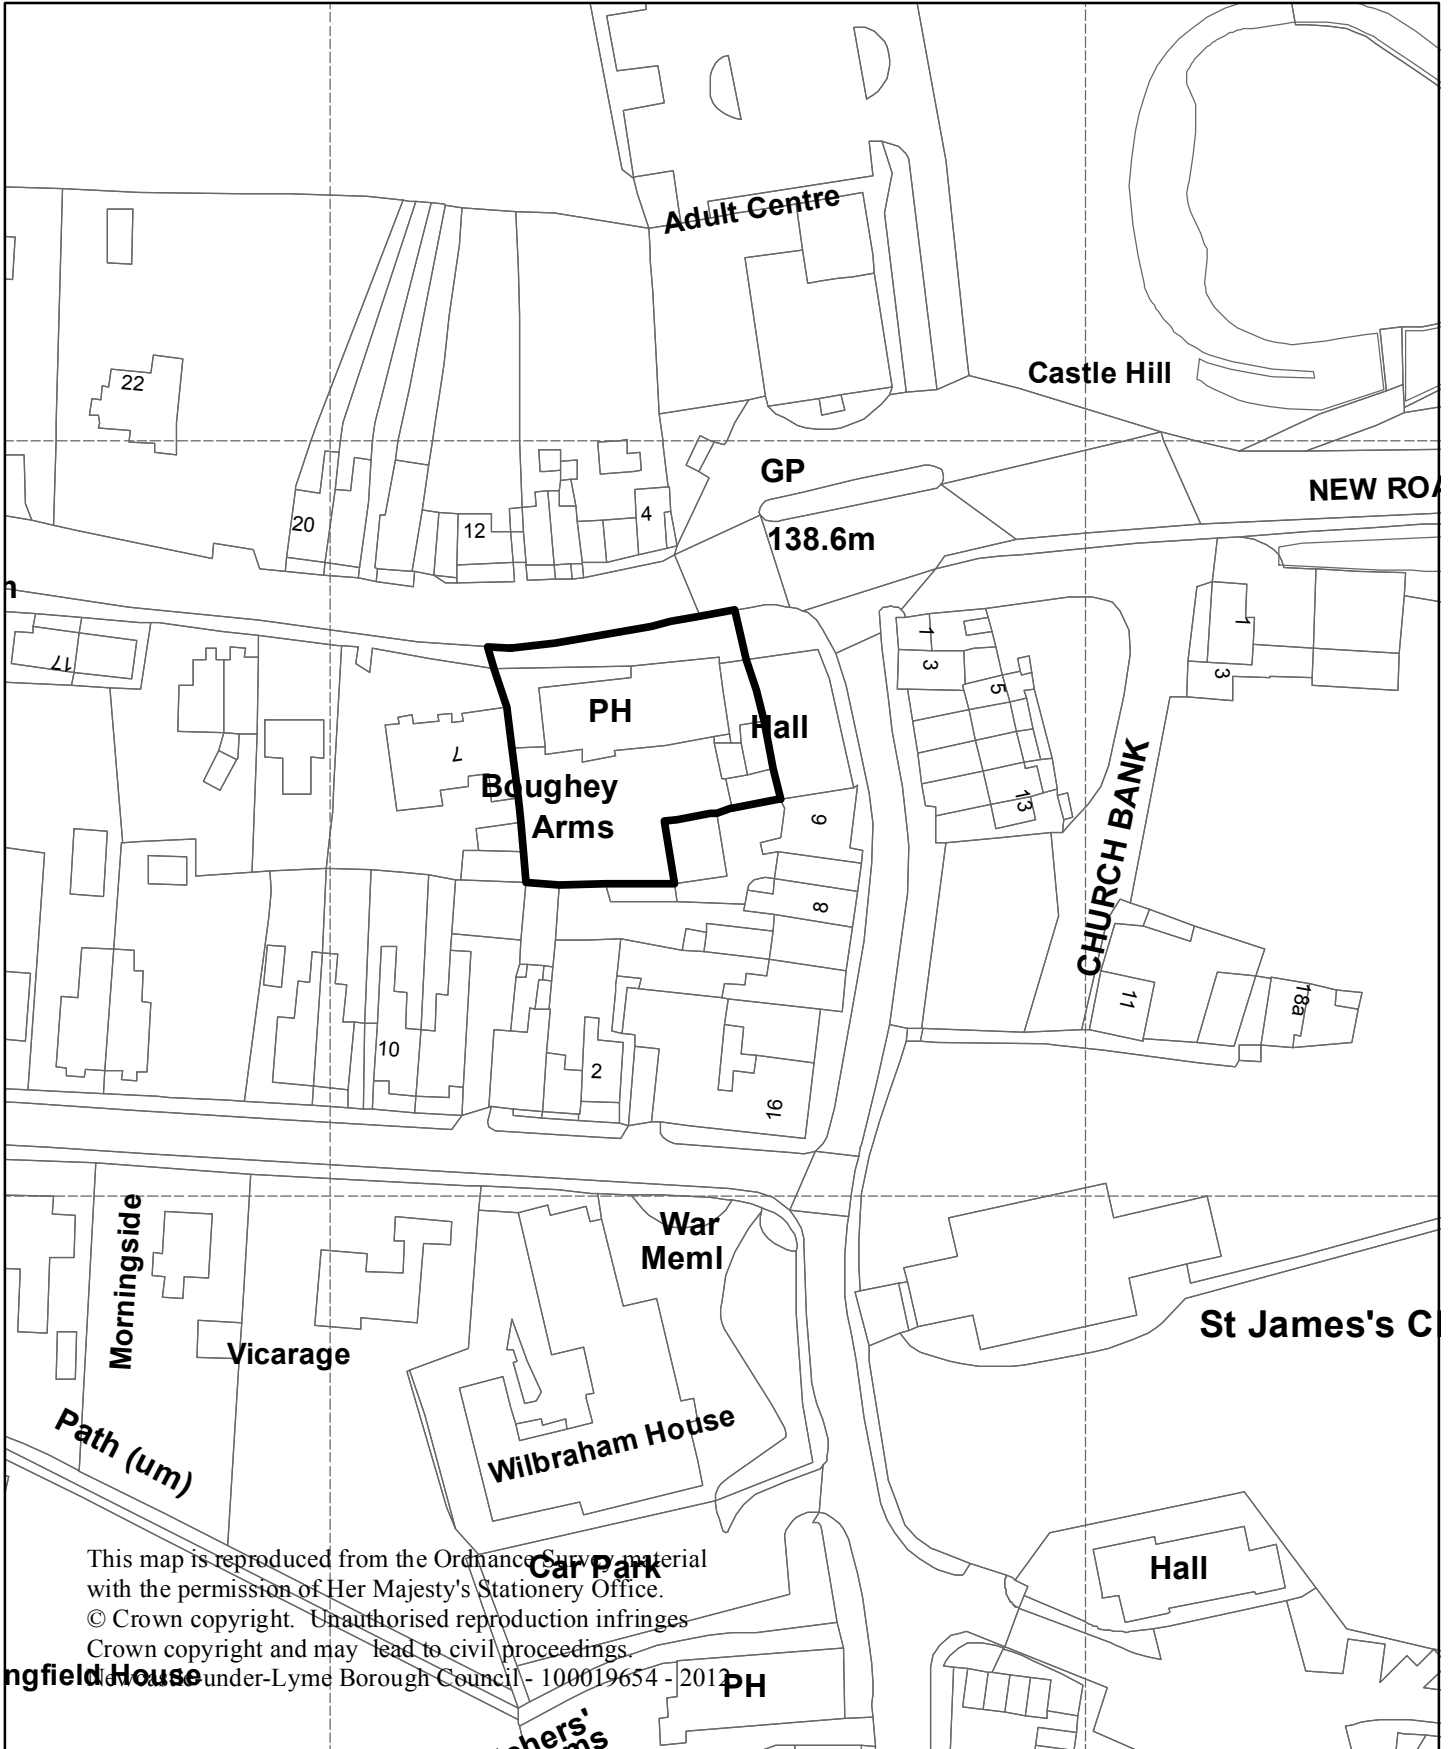 Adult Centre
22
Castle Hill
GP
NEW ROA
20
12
4
138.6m
17
1
3
1
3
5
PH
Hall
7
Boughey
Arms
13
9
8
CHURCH BANK
11
18a
10
2
16
War
Meml
Morningside
Vicarage
St James's C
Path (um)
Wilbraham House
Car Park
Hall
This map is reproduced from the Ordnance Survey material
with the permission of Her Majesty's Stationery Office.
© Crown copyright. Unauthorised reproduction infringes
Crown copyright and may lead to civil proceedings.
Newcastle-under-Lyme Borough Council - 100019654 - 2012
ngfield House
PH